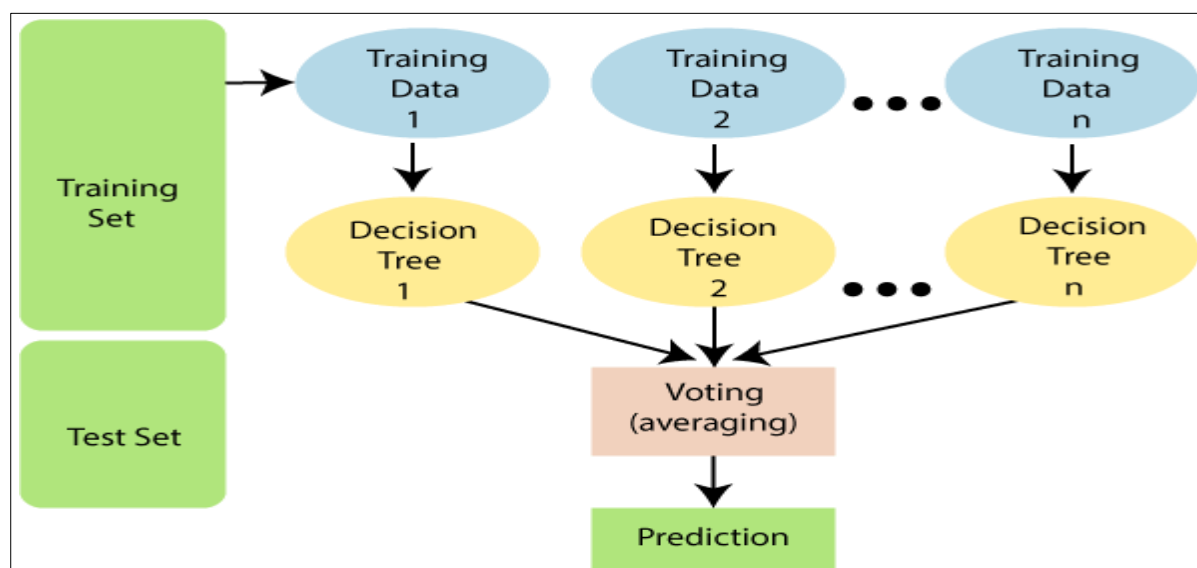 Training
Set
Test Set
Training
Data
1
Training
Data
2
Training
Data
n
Decision
Tree
1
Decision
Tree
2
Decision
Tree
n
Voting
(averaging)
Prediction